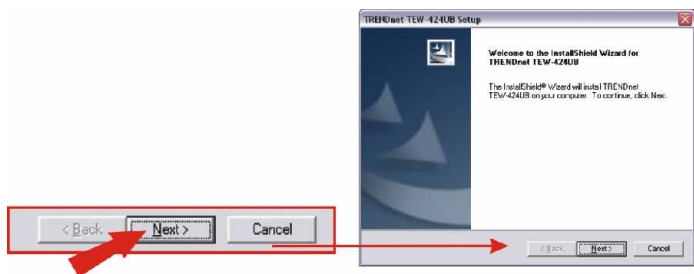 TRENDnet TEW-424UB Setup
Welcome to the InstallShield Wizard for
TRENDnet TEW-424UB
The InstallShield® Wizard will install TRENDnet
TEW-424UB on your computer. To continue, click Next.
< Back
Next >
Cancel
< Back
Next >
Cancel